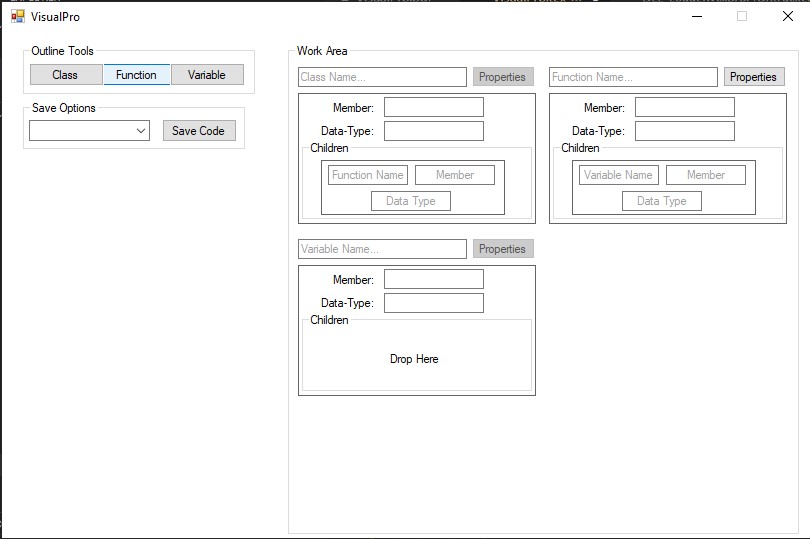 VisualPro
Outline Tools
Class Function Variable
Save Options
Save Code
Work Area
Class Name... Properties
Member:
Data-Type:
Children
Function Name Member
Data Type
Function Name... Properties
Member:
Data-Type:
Children
Variable Name Member
Data Type
Variable Name... Properties
Member:
Data-Type:
Children
Drop Here